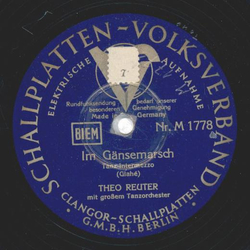 SCHALLPLATTEN-VOLKSVERBAND
ELEKTRISCHE AUFNAHME
7
Rundfunksendung bedarf unserer
besonderen Genehmigung
Made in Germany
BIEM
Nr. M 1778
Im Gänsemarsch
Tanzintermezzo
(Glahé)
THEO REUTER
mit großem Tanzorchester
CLANGOR-SCHALLPLATTEN
G.M.B.H. BERLIN